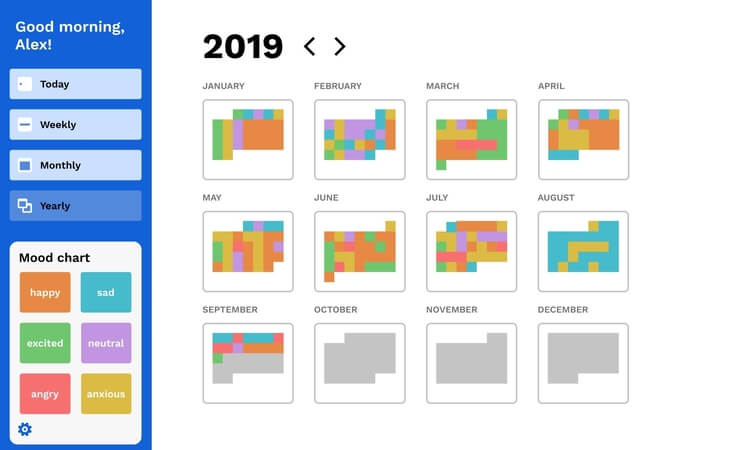 Good morning,
Alex!
Today
Weekly
Monthly
Yearly
Mood chart
happy
sad
excited
neutral
angry
anxious
2019
JANUARY
FEBRUARY
MARCH
APRIL
MAY
JUNE
JULY
AUGUST
SEPTEMBER
OCTOBER
NOVEMBER
DECEMBER